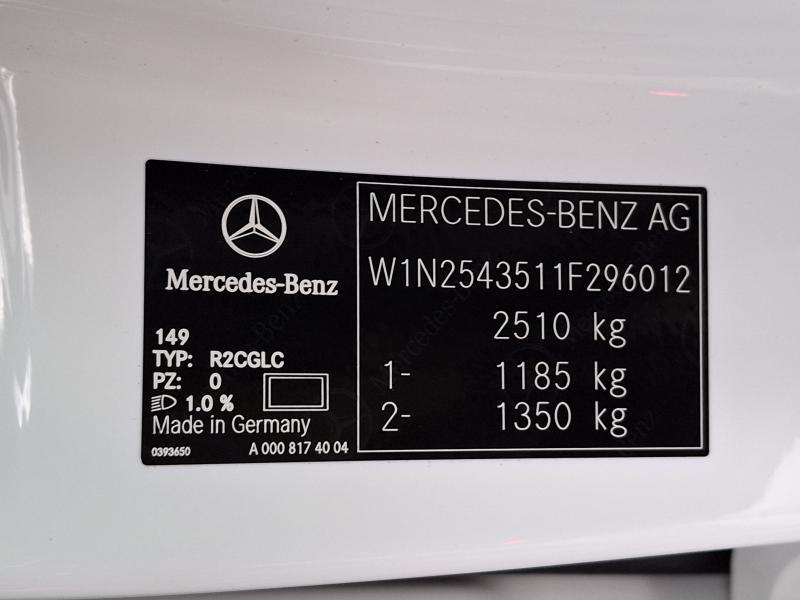 Mercedes-Benz
149
TYP: R2CGLC
PZ: 0
1.0 %
Made in Germany
0393650 A 000 817 40 04
MERCEDES-BENZ AG
W1N2543511F296012
2510 kg
1- 1185 kg
2- 1350 kg